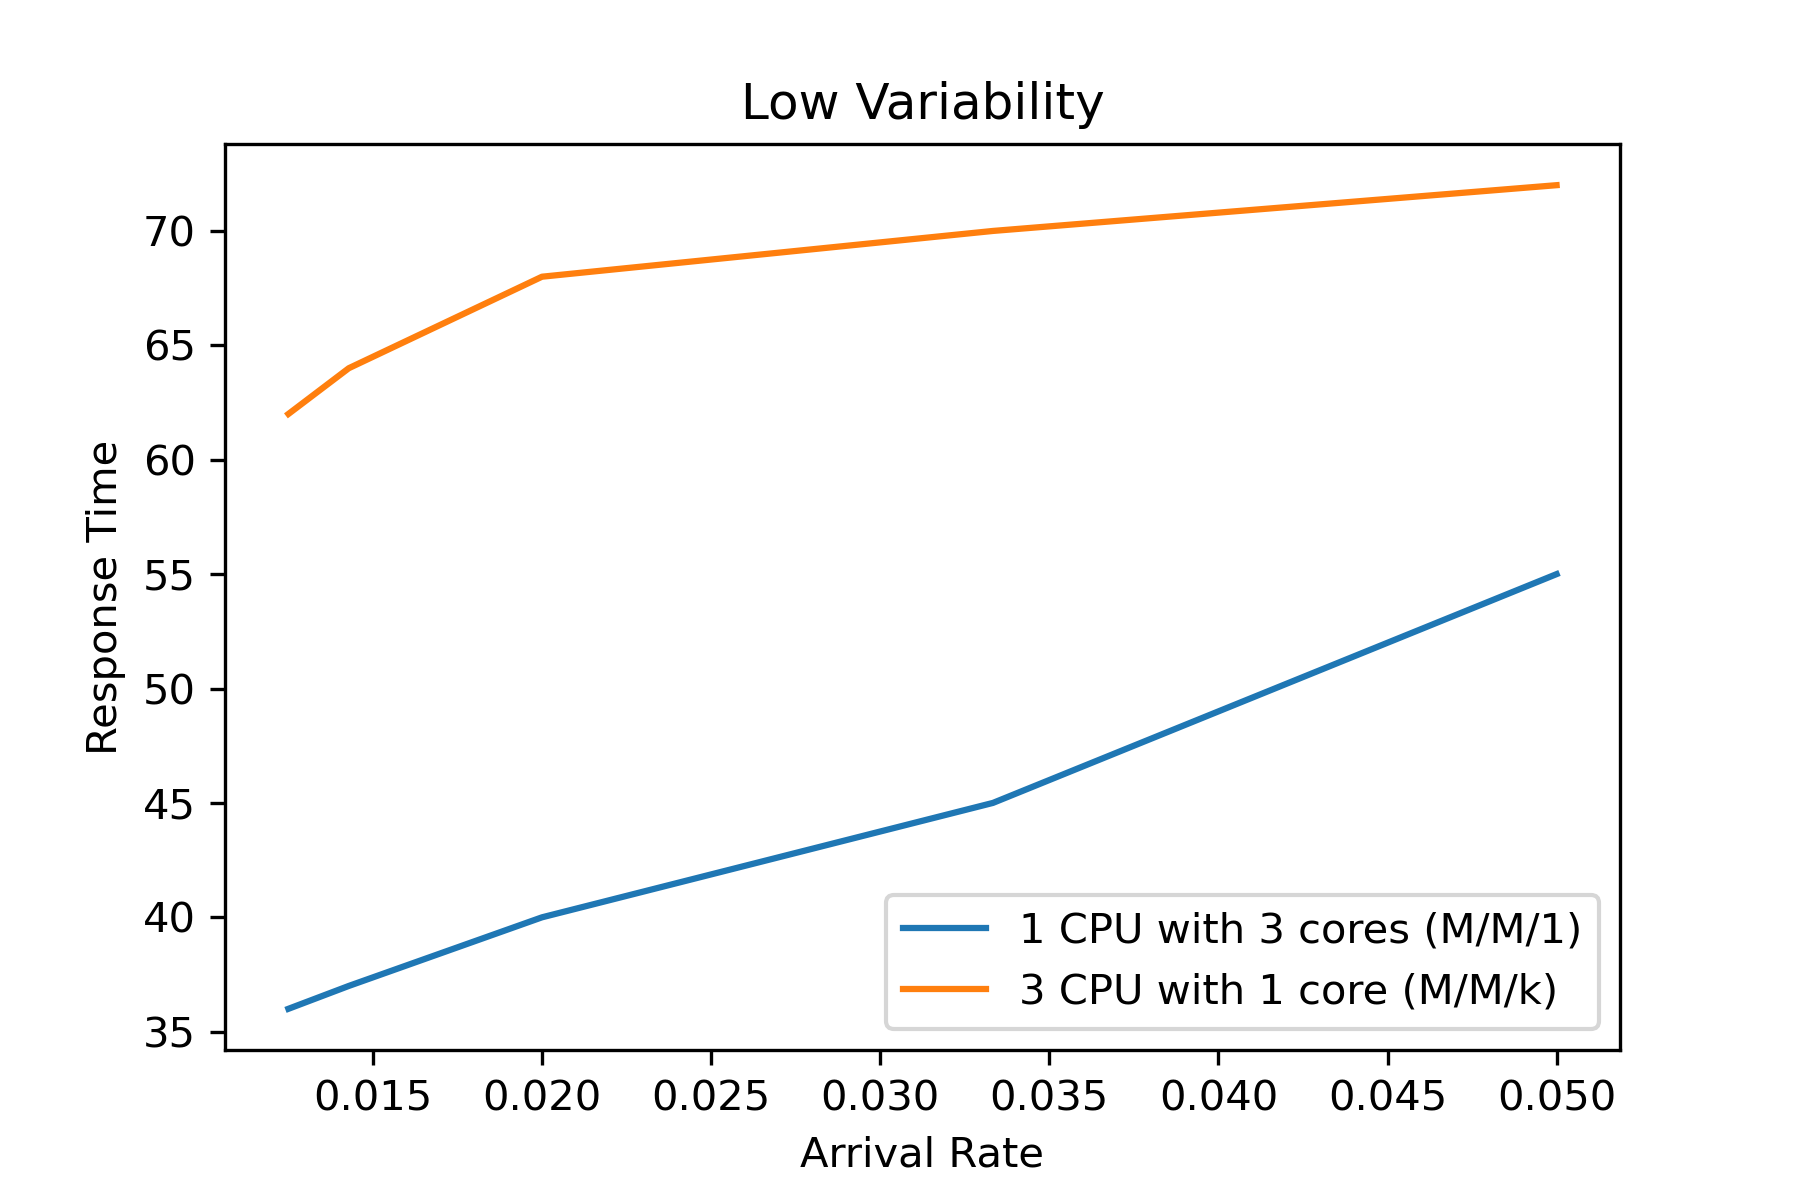 Low Variability
70
65
60
55
50
45
40
35
Response Time
1 CPU with 3 cores (M/M/1)
3 CPU with 1 core (M/M/k)
0.015 0.020 0.025 0.030 0.035 0.040 0.045 0.050
Arrival Rate